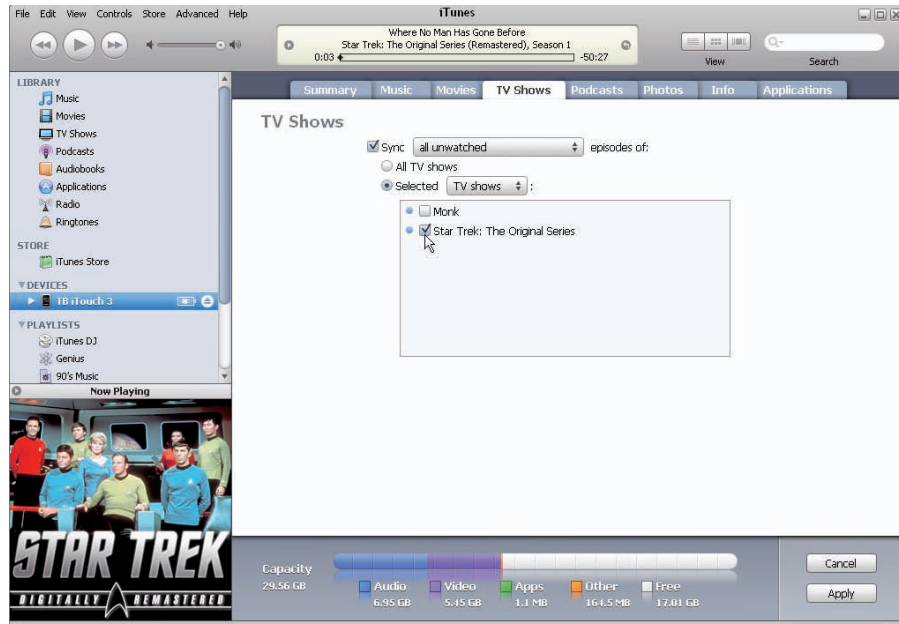 File Edit View Controls Store Advanced Help
iTunes
Where No Man Has Gone Before
Star Trek: The Original Series (Remastered), Season 1
0:03
-50:27
View
Search
LIBRARY
Music
Movies
TV Shows
Podcasts
Audiobooks
Applications
Radio
Ringtones
STORE
iTunes Store
DEVICES
TB iTouch 3
PLAYLISTS
iTunes DJ
Genius
90's Music
Now Playing
STAR TREK
DIGITALLY REMASTERED
Summary Music Movies TV Shows Podcasts Photos Info Applications
TV Shows
Sync all unwatched episodes of:
All TV shows
Selected TV shows :
Monk
Star Trek: The Original Series
Capacity
29.56 GB
Audio
6.95 GB
Video
5.45 GB
Apps
1.1 MB
Other
164.5 MB
Free
17.01 GB
Cancel
Apply